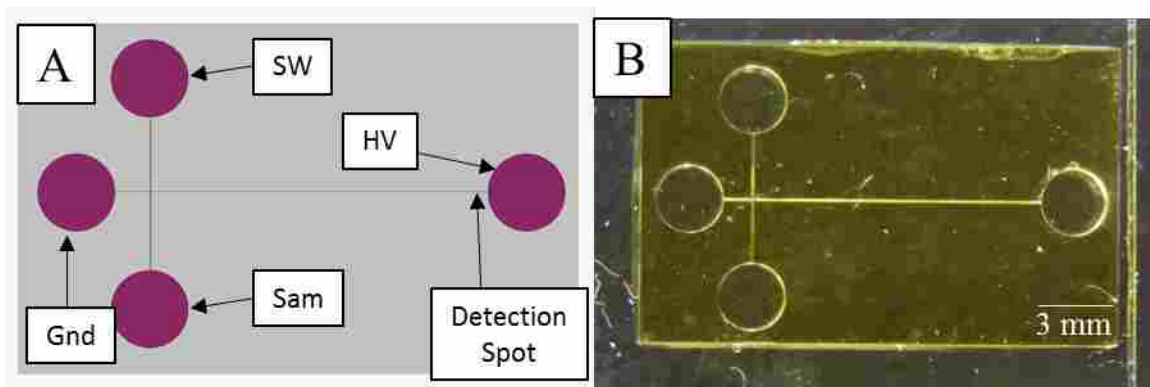 A
SW
HV
Gnd
Sam
Detection
Spot
B
3 mm